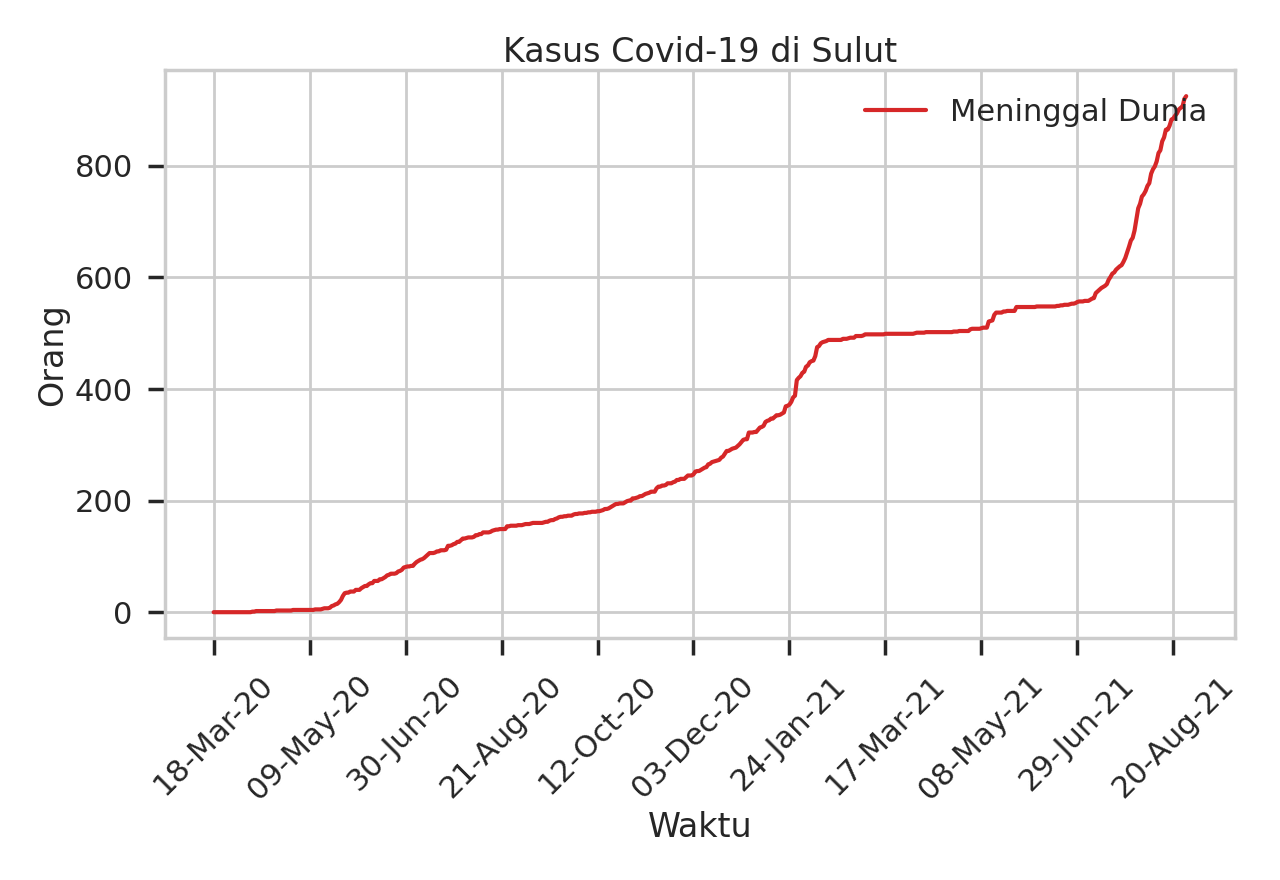 Kasus Covid-19 di Sulut
Meninggal Dunia
800
600
400
200
0
Orang
18-Mar-20
09-May-20
30-Jun-20
21-Aug-20
12-Oct-20
03-Dec-20
24-Jan-21
17-Mar-21
08-May-21
29-Jun-21
20-Aug-21
Waktu